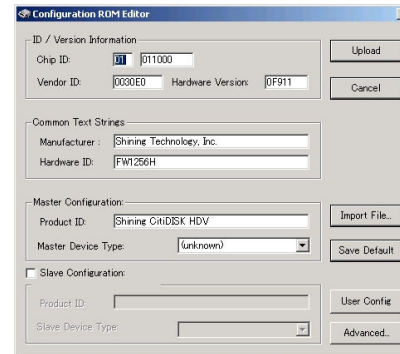 Configuration ROM Editor
ID / Version Information
Chip ID: 01 011000
Vendor ID: 0030E0 Hardware Version: 0F911
Upload
Cancel
Common Text Strings
Manufacturer : Shining Technology, Inc.
Hardware ID: FW1256H
Master Configuration:
Product ID: Shining CitiDISK HDV
Master Device Type: (unknown)
Import File...
Save Default
Slave Configuration:
Product ID:
Slave Device Type:
User Config
Advanced...